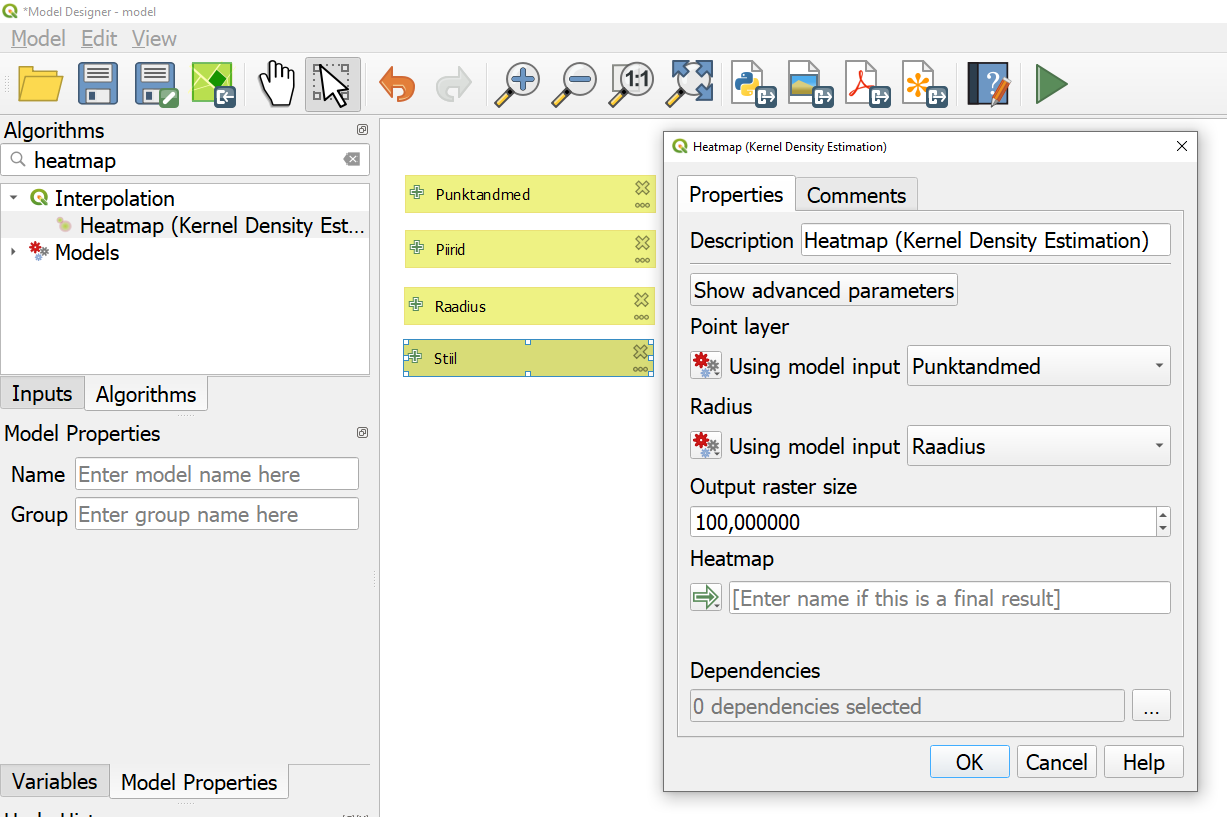 *Model Designer - model
Model Edit View
1:1
Algorithms
heatmap
Interpolation
Heatmap (Kernel Density Est...
Models
Inputs Algorithms
Model Properties
Name Enter model name here
Group Enter group name here
Variables Model Properties
Punktandmed
Piirid
Raadius
Stiil
Heatmap (Kernel Density Estimation)
Properties Comments
Description Heatmap (Kernel Density Estimation)
Show advanced parameters
Point layer
Using model input Punktandmed
Radius
Using model input Raadius
Output raster size
100,000000
Heatmap
[Enter name if this is a final result]
Dependencies
0 dependencies selected ...
OK Cancel Help